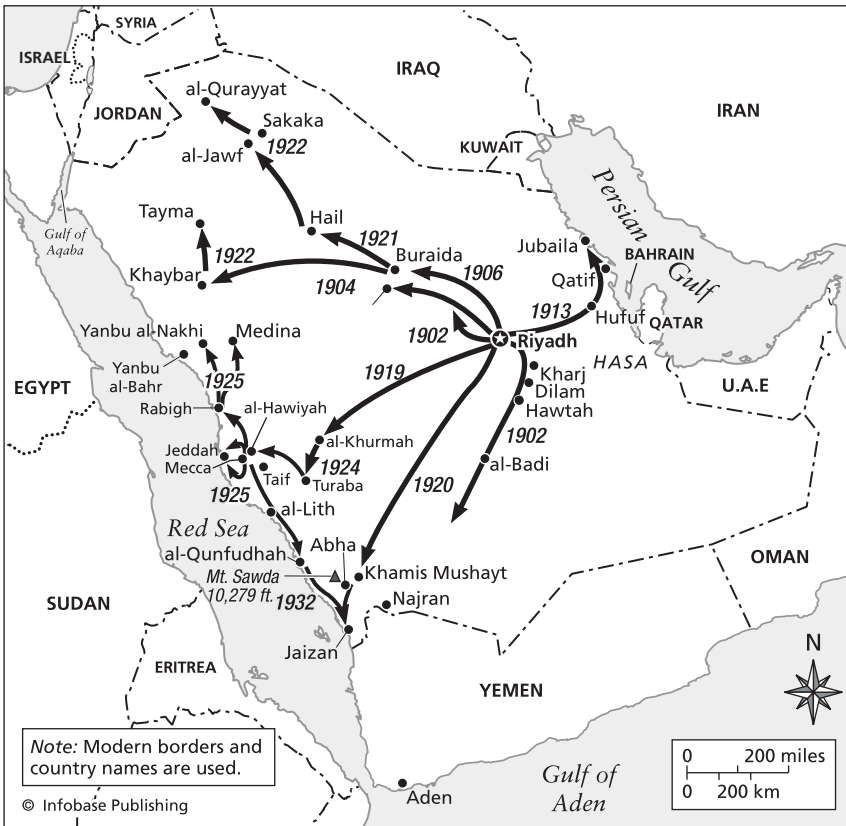 SYRIA
ISRAEL
IRAQ
al-Qurayyat
IRAN
JORDAN
Sakaka
1922
al-Jawf
KUWAIT
Persian
Gulf
Gulf of
Aqaba
Tayma
Hail
1921
1922
Buraida
Jubaila
BAHRAIN
Khaybar
1904
1906
Qatif
1913
Hufuf
QATAR
Yanbu al-Nakhi
Medina
1902
Riyadh
HASA
Yanbu
al-Bahr
1925
1919
Kharj
Dilam
Hawtah
U.A.E
EGYPT
Rabigh
al-Hawiyah
1902
al-Khurmah
Jeddah
Mecca
1924
Taif
Turaba
al-Badi
1925
1920
al-Lith
Red Sea
Abha
al-Qunfudhah
Khamis Mushayt
OMAN
Mt. Sawda
10,279 ft.
1932
Najran
SUDAN
Jaizan
N
ERITREA
YEMEN
Note: Modern borders and
country names are used.
0 200 miles
0 200 km
Gulf of
Aden
Aden
© Infobase Publishing